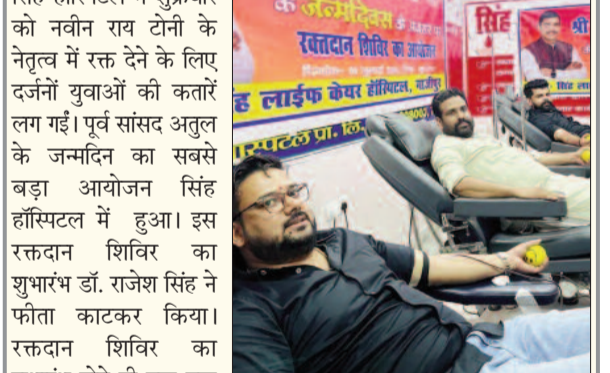 को नवीन राय टोनी के
नेतृत्व में रक्त देने के लिए
दर्जनों युवाओं की कतारें
लग गईं। पूर्व सांसद अतुल
के जन्मदिन का सबसे
बड़ा आयोजन सिंह
हॉस्पिटल में हुआ। इस
रक्तदान शिविर का
शुभारंभ डॉ. राजेश सिंह ने
फीता काटकर किया।
रक्तदान शिविर का
के जन्मदिवस के
रक्तदान शिविर का आयोजन
लाईफ केयर हॉस्पिटल, गाजीपुर
प्रा. लि.
सिंह
श्री